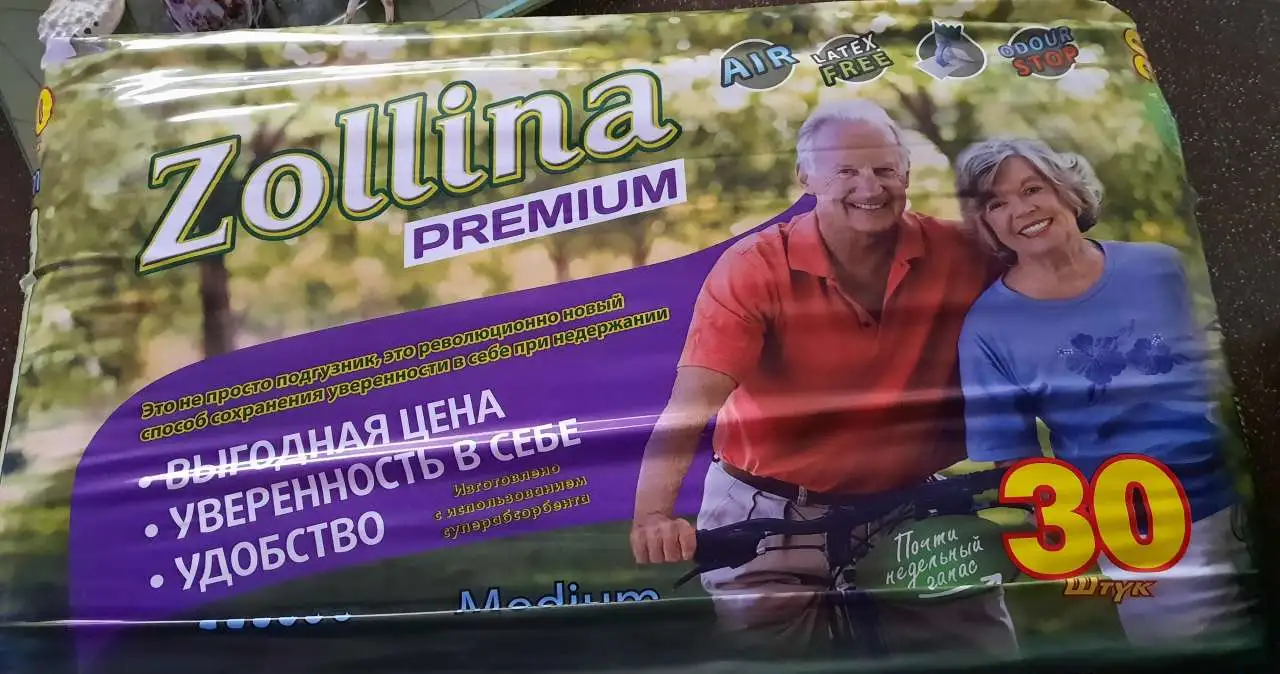 Zollina
PREMIUM
AIR
LATEX
FREE
ODOUR
STOP
Это не просто подгузник, это революционно новый
способ сохранения уверенности в себе при недержании
• ВЫГОДНАЯ ЦЕНА
• УВЕРЕННОСТЬ В СЕБЕ
• УДОБСТВО
Изготовлено
с использованием
суперабсорбента
Medium
Почти
недельный
запас
30
Штук